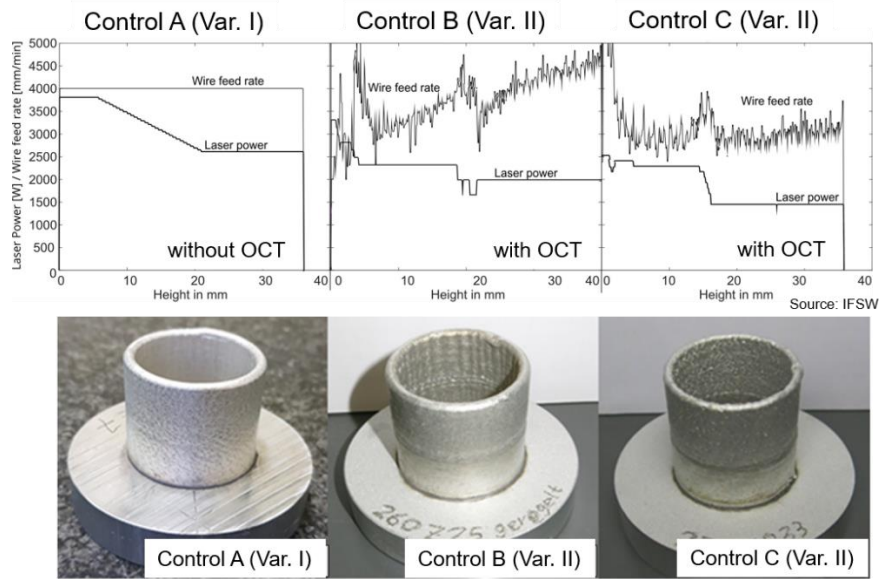 Control A (Var. I)
Control B (Var. II)
Control C (Var. II)
Laser Power [W] / Wire feed rate [mm/min]
5000
4500
4000
3500
3000
2500
2000
1500
1000
500
0
Wire feed rate
Laser power
without OCT
0 10 20 30 40
Height in mm
Wire feed rate
Laser power
with OCT
0 10 20 30 40
Height in mm
Wire feed rate
Laser power
with OCT
0 10 20 30 40
Height in mm
Source: IFSW
Control A (Var. I)
260 725 geregelt
Control B (Var. II)
Control C (Var. II)